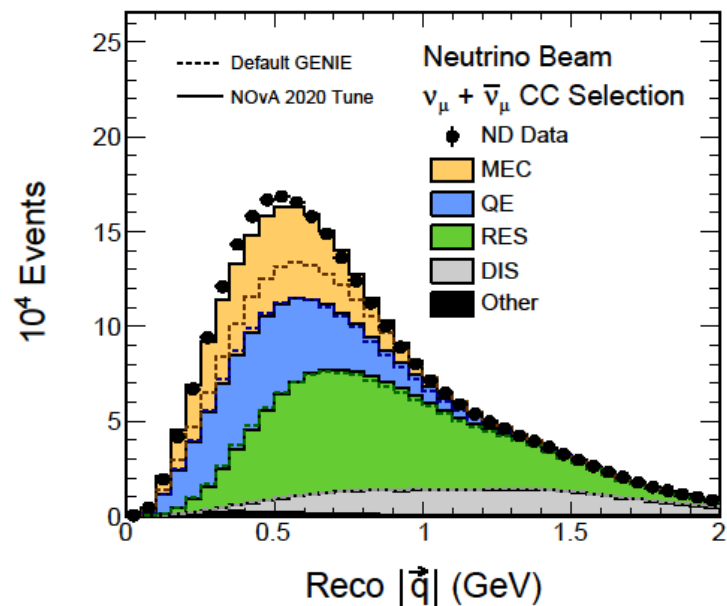 25
20
15
10
5
0
10⁴ Events
Default GENIE
NOvA 2020 Tune
Neutrino Beam
νμ + ν̄μ CC Selection
ND Data
MEC
QE
RES
DIS
Other
0 0.5 1 1.5 2
Reco |q⃗| (GeV)